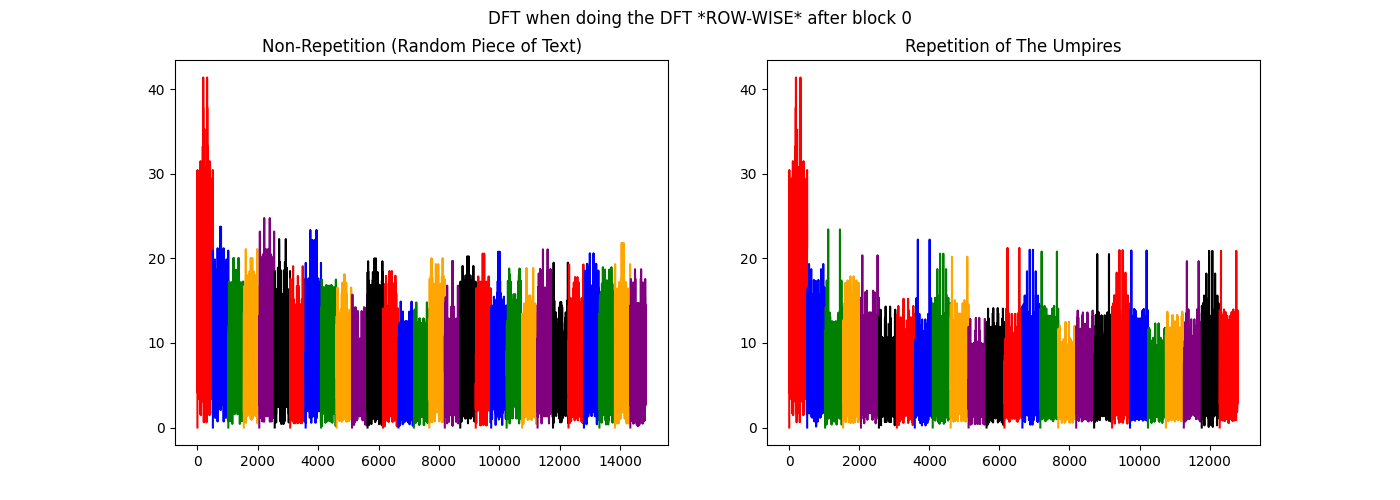 DFT when doing the DFT *ROW-WISE* after block 0
Non-Repetition (Random Piece of Text)
40
30
20
10
0
0 2000 4000 6000 8000 10000 12000 14000
Repetition of The Umpires
40
30
20
10
0
0 2000 4000 6000 8000 10000 12000